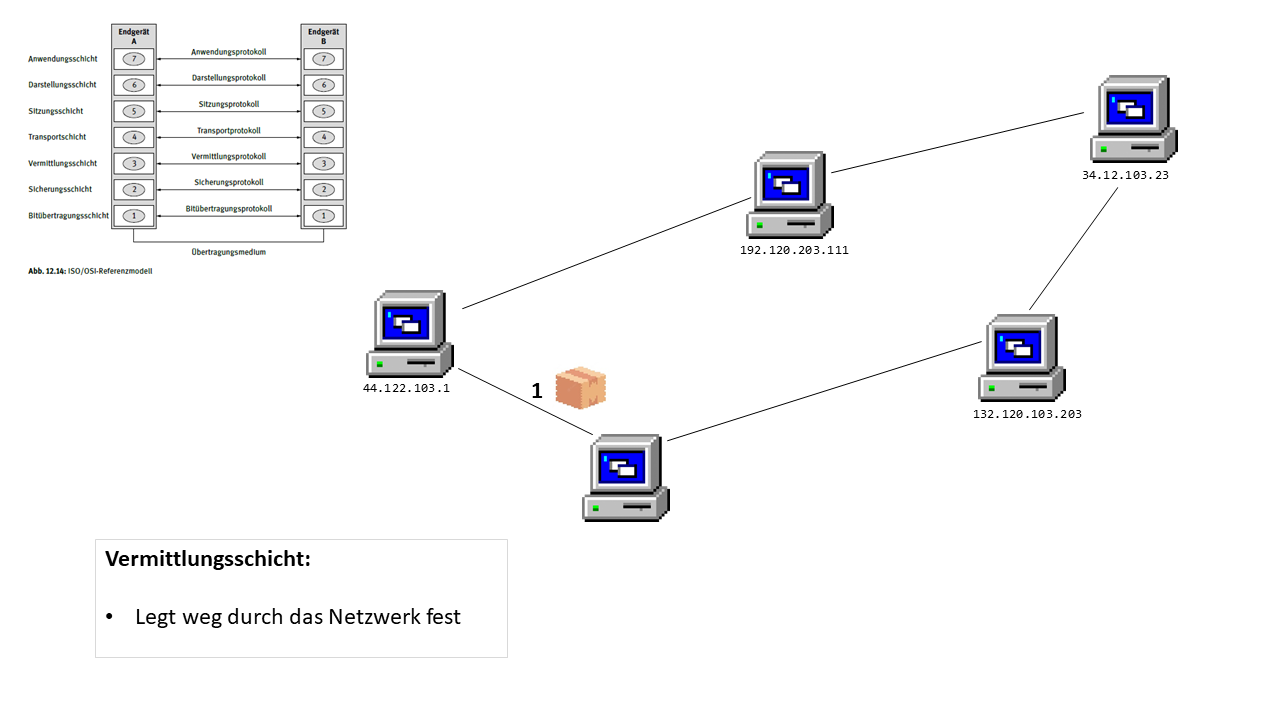 Endgerät Endgerät
A B
Anwendungsschicht 7 Anwendungsprotokoll 7
Darstellungsschicht 6 Darstellungsprotokoll 6
Sitzungsschicht 5 Sitzungsprotokoll 5
Transportschicht 4 Transportprotokoll 4
Vermittlungsschicht 3 Vermittlungsprotokoll 3
Sicherungsschicht 2 Sicherungsprotokoll 2
Bitübertragungsschicht 1 Bitübertragungsprotokoll 1
Übertragungsmedium
Abb. 12.14: ISO/OSI-Referenzmodell
34.12.103.23
192.120.203.111
44.122.103.1
1
132.120.103.203
Vermittlungsschicht:
• Legt weg durch das Netzwerk fest